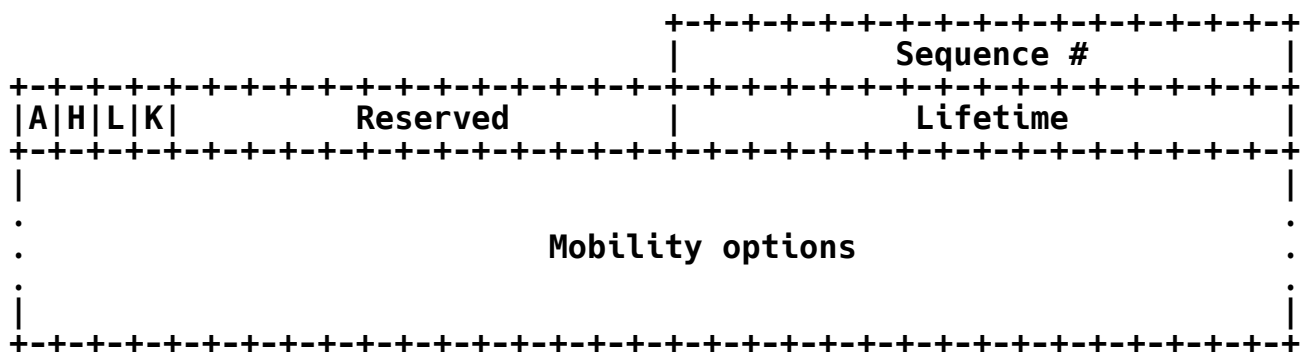 +-+-+-+-+-+-+-+-+-+-+-+-+-+-+-+-+
                                  |           Sequence #          |
+-+-+-+-+-+-+-+-+-+-+-+-+-+-+-+-+-+-+-+-+-+-+-+-+-+-+-+-+-+-+-+-+-+
|A|H|L|K|         Reserved        |            Lifetime           |
+-+-+-+-+-+-+-+-+-+-+-+-+-+-+-+-+-+-+-+-+-+-+-+-+-+-+-+-+-+-+-+-+-+
|                                                                 |
.                                                                 .
.                           Mobility options                      .
.                                                                 .
|                                                                 |
+-+-+-+-+-+-+-+-+-+-+-+-+-+-+-+-+-+-+-+-+-+-+-+-+-+-+-+-+-+-+-+-+-+